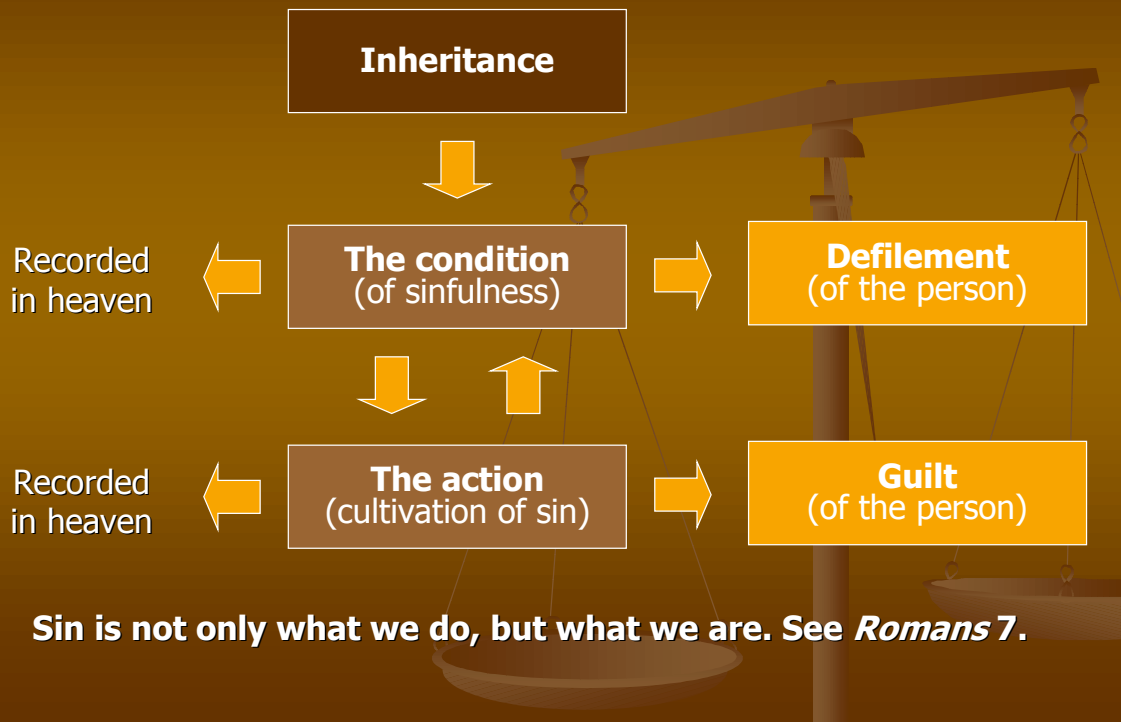 Inheritance
Recorded
in heaven
The condition
(of sinfulness)
Defilement
(of the person)
Recorded
in heaven
The action
(cultivation of sin)
Guilt
(of the person)
Sin is not only what we do, but what we are. See Romans 7.